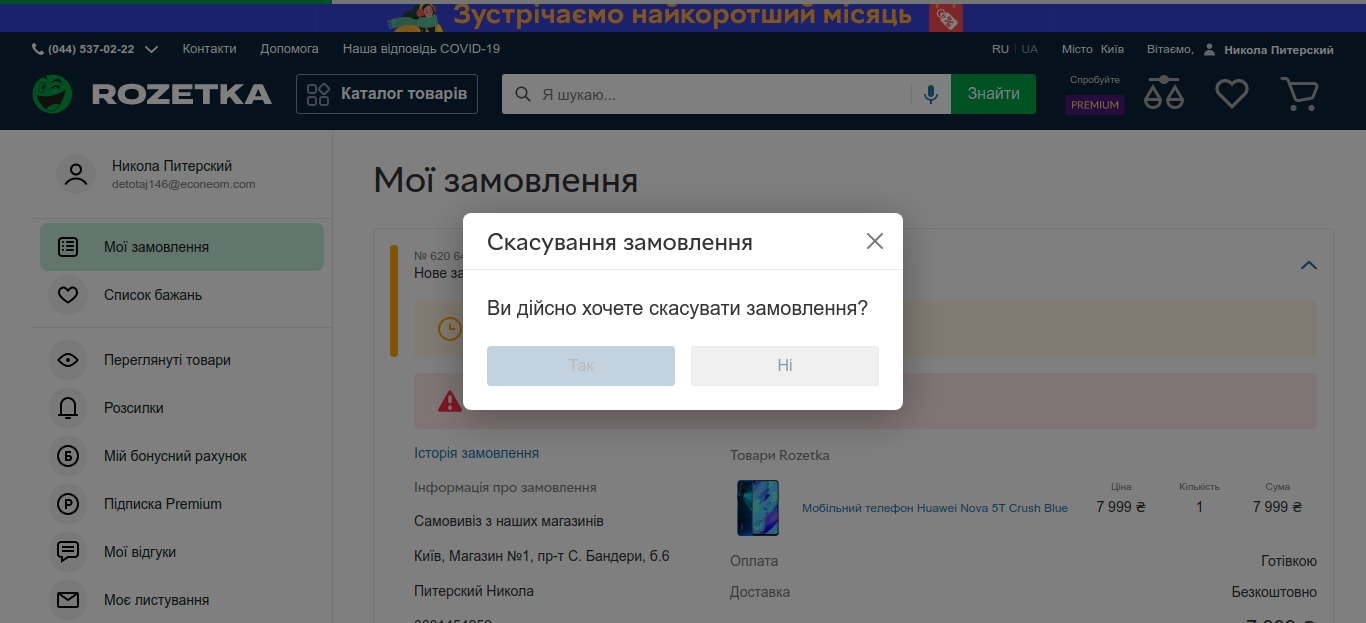 Зустрічаємо найкоротший місяць
(044) 537-02-22 Контакти Допомога Наша відповідь COVID-19 RU UA Місто Київ Вітаємо, Никола Питерский
ROZETKA Каталог товарів Я шукаю... Знайти
Спробуйте
PREMIUM
Никола Питерский
detotaj146@econeom.com
Мої замовлення
Список бажань
Переглянуті товари
Розсилки
Мій бонусний рахунок
Підписка Premium
Мої відгуки
Моє листування
Мої замовлення
№ 620
Нове
Скасування замовлення
Ви дійсно хочете скасувати замовлення?
Так Ні
Історія замовлення
Інформація про замовлення
Самовивіз з наших магазинів
Київ, Магазин №1, пр-т С. Бандери, б.6
Питерский Никола
Товари Rozetka
Ціна Кількість Сума
Мобільний телефон Huawei Nova 5T Crush Blue 7 999 ₴ 1 7 999 ₴
Оплата Готівкою
Доставка Безкоштовно